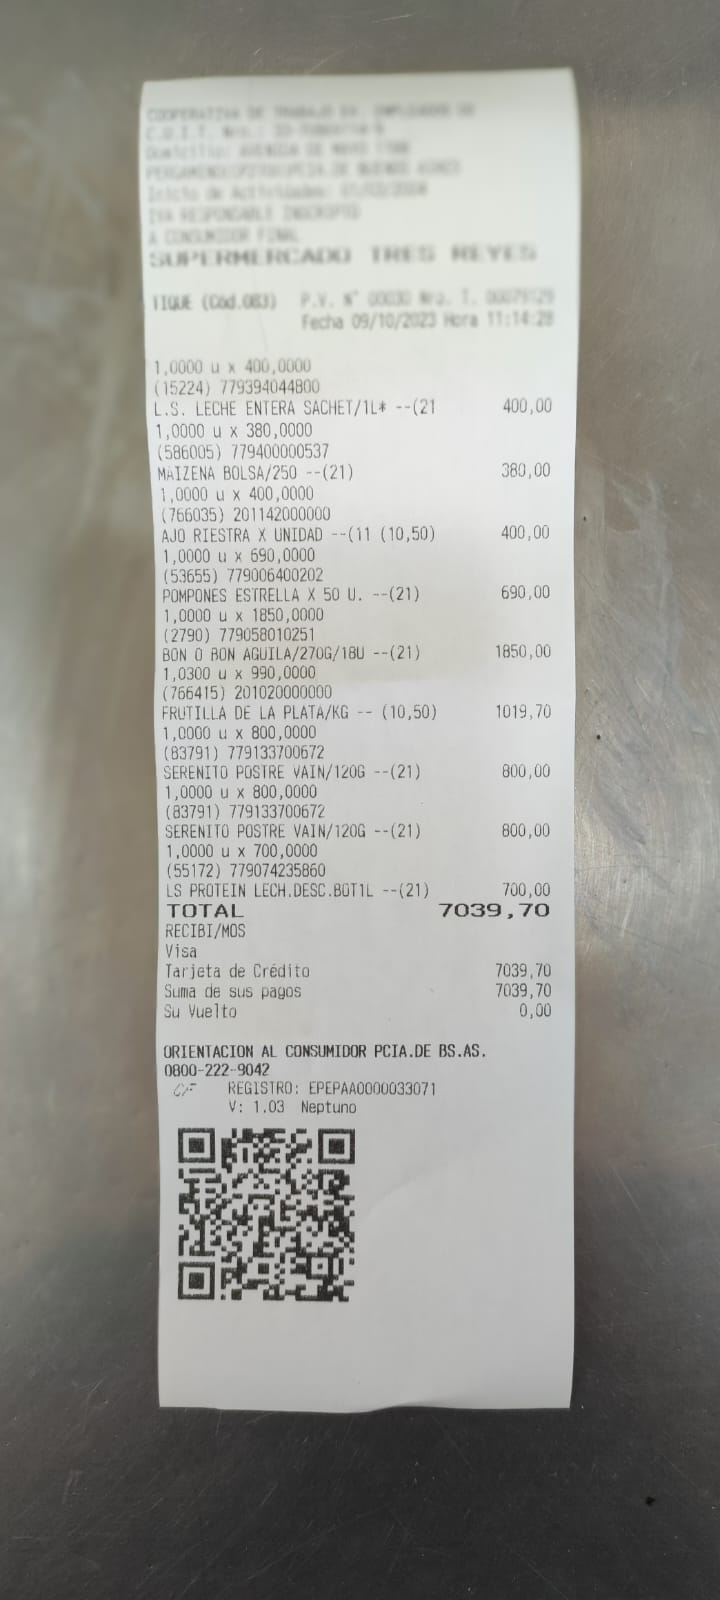 COOPERATIVA DE TRABAJO EX. EMPLEADOS DE
C.U.I.T. Nro.:
Domicilio: AVENIDA DE MAYO
PCIA.DE BUENOS AIRES
Inicio de Actividades:
IVA RESPONSABLE INSCRIPTO
A CONSUMIDOR FINAL
SUPERMERCADO TRES REYES
TIQUE (Cód.083) P.V. N° 00030 Nro. T. 00079129
Fecha 09/10/2023 Hora 11:14:28
1,0000 u x 400,0000
(15224) 779394044800
L.S. LECHE ENTERA SACHET/1L* --(21 400,00
1,0000 u x 380,0000
(586005) 779400000537
MAIZENA BOLSA/250 --(21) 380,00
1,0000 u x 400,0000
(766035) 201142000000
AJO RIESTRA X UNIDAD --(11 (10,50) 400,00
1,0000 u x 690,0000
(53655) 779006400202
POMPONES ESTRELLA X 50 U. --(21) 690,00
1,0000 u x 1850,0000
(2790) 779058010251
BON O BON AGUILA/270G/18U --(21) 1850,00
1,0300 u x 990,0000
(766415) 201020000000
FRUTILLA DE LA PLATA/KG -- (10,50) 1019,70
1,0000 u x 800,0000
(83791) 779133700672
SERENITO POSTRE VAIN/120G --(21) 800,00
1,0000 u x 800,0000
(83791) 779133700672
SERENITO POSTRE VAIN/120G --(21) 800,00
1,0000 u x 700,0000
(55172) 779074235860
LS PROTEIN LECH.DESC.BOT1L --(21) 700,00
TOTAL 7039,70
RECIBI/MOS
Visa
Tarjeta de Crédito 7039,70
Suma de sus pagos 7039,70
Su Vuelto 0,00
ORIENTACION AL CONSUMIDOR PCIA.DE BS.AS.
0800-222-9042
CF REGISTRO: EPEPAA0000033071
V: 1.03 Neptuno